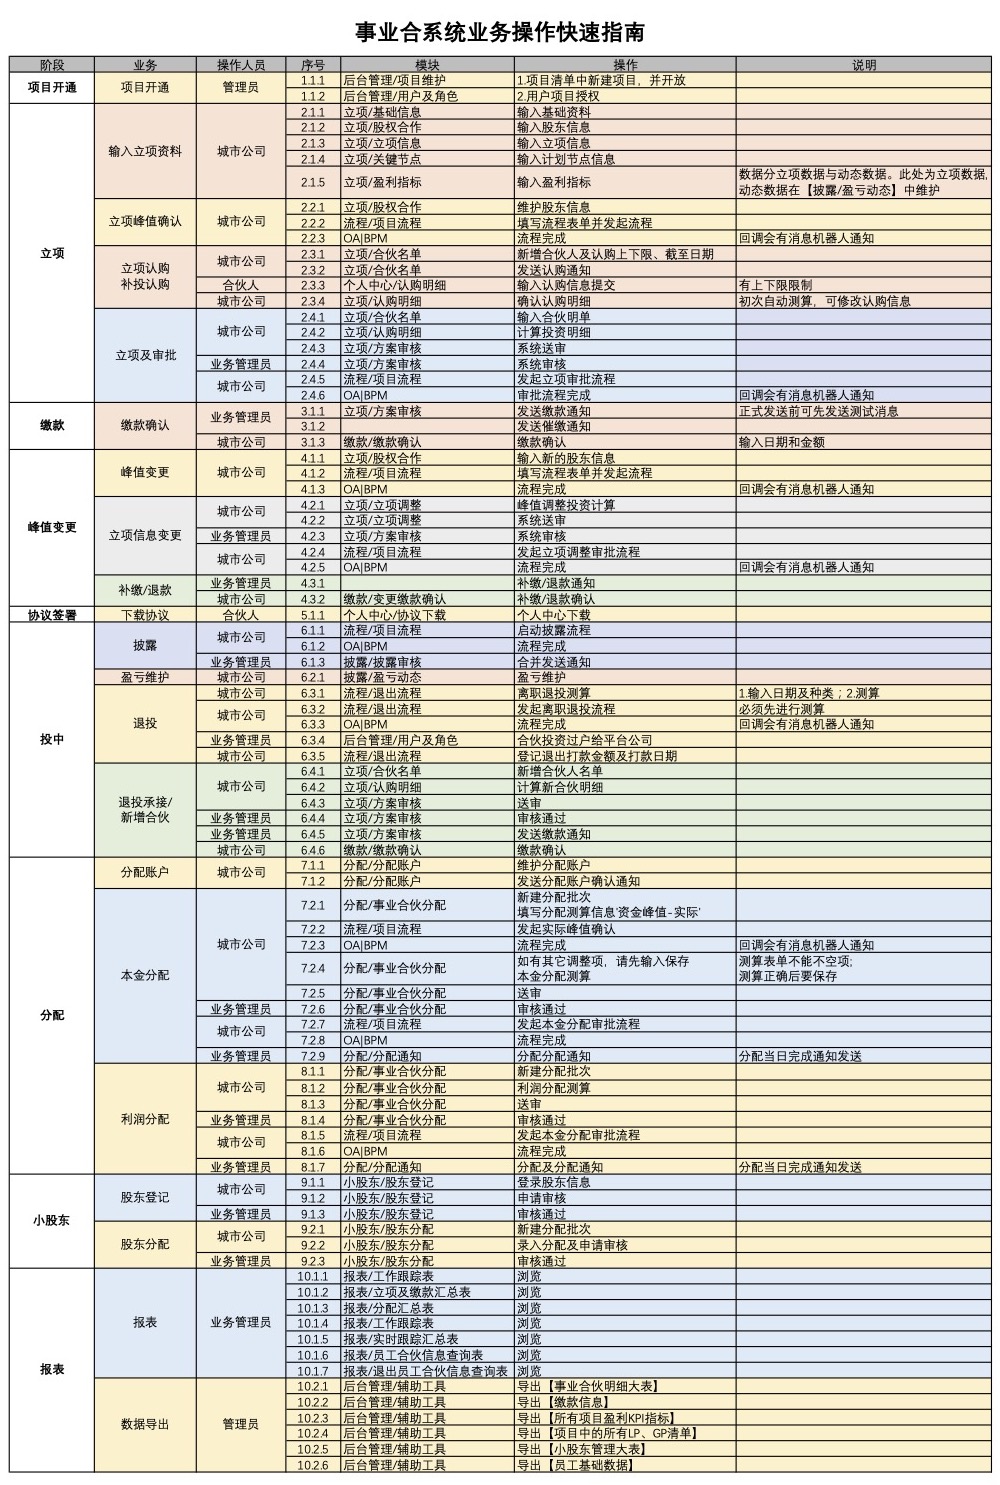 事业合系统业务操作快速指南
阶段 业务 操作人员 序号 模块 操作 说明
项目开通 项目开通 管理员 1.1.1 后台管理/项目维护 1.项目清单中新建项目，并开放
1.1.2 后台管理/用户及角色 2.用户项目授权
立项 输入立项资料 城市公司 2.1.1 立项/基础信息 输入基础资料
2.1.2 立项/股权合作 输入股东信息
2.1.3 立项/立项信息 输入立项信息
2.1.4 立项/关键节点 输入计划节点信息
2.1.5 立项/盈利指标 输入盈利指标 数据分立项数据与动态数据。此处为立项数据,
动态数据在【披露/盈亏动态】中维护
立项峰值确认 城市公司 2.2.1 立项/股权合作 维护股东信息
2.2.2 流程/项目流程 填写流程表单并发起流程
2.2.3 OA|BPM 流程完成 回调会有消息机器人通知
立项认购
补投认购 城市公司 2.3.1 立项/合伙名单 新增合伙人及认购上下限、截至日期
2.3.2 立项/合伙名单 发送认购通知
合伙人 2.3.3 个人中心/认购明细 输入认购信息提交 有上下限限制
城市公司 2.3.4 立项/认购明细 确认认购明细 初次自动测算，可修改认购信息
立项及审批 城市公司 2.4.1 立项/合伙名单 输入合伙明单
2.4.2 立项/认购明细 计算投资明细
2.4.3 立项/方案审核 系统送审
业务管理员 2.4.4 立项/方案审核 系统审核
城市公司 2.4.5 流程/项目流程 发起立项审批流程
2.4.6 OA|BPM 审批流程完成 回调会有消息机器人通知
缴款 缴款确认 业务管理员 3.1.1 立项/方案审核 发送缴款通知 正式发送前可先发送测试消息
3.1.2 发送催缴通知
城市公司 3.1.3 缴款/缴款确认 缴款确认 输入日期和金额
峰值变更 峰值变更 城市公司 4.1.1 立项/股权合作 输入新的股东信息
4.1.2 流程/项目流程 填写流程表单并发起流程
4.1.3 OA|BPM 流程完成 回调会有消息机器人通知
立项信息变更 城市公司 4.2.1 立项/立项调整 峰值调整投资计算
4.2.2 立项/立项调整 系统送审
业务管理员 4.2.3 立项/方案审核 系统审核
城市公司 4.2.4 流程/项目流程 发起立项调整审批流程
4.2.5 OA|BPM 流程完成 回调会有消息机器人通知
补缴/退款 业务管理员 4.3.1 补缴/退款通知
城市公司 4.3.2 缴款/变更缴款确认 补缴/退款确认
协议签署 下载协议 合伙人 5.1.1 个人中心/协议下载 个人中心下载
投中 披露 城市公司 6.1.1 流程/项目流程 启动披露流程
6.1.2 OA|BPM 流程完成
业务管理员 6.1.3 披露/披露审核 合并发送通知
盈亏维护 城市公司 6.2.1 披露/盈亏动态 盈亏维护
退投 城市公司 6.3.1 流程/退出流程 离职退投测算 1.输入日期及种类；2.测算
城市公司 6.3.2 流程/退出流程 发起离职退投流程 必须先进行测算
6.3.3 OA|BPM 流程完成 回调会有消息机器人通知
业务管理员 6.3.4 后台管理/用户及角色 合伙投资过户给平台公司
城市公司 6.3.5 流程/退出流程 登记退出打款金额及打款日期
退投承接/
新增合伙 城市公司 6.4.1 立项/合伙名单 新增合伙人名单
6.4.2 立项/认购明细 计算新合伙明细
6.4.3 立项/方案审核 送审
业务管理员 6.4.4 立项/方案审核 审核通过
业务管理员 6.4.5 立项/方案审核 发送缴款通知
城市公司 6.4.6 缴款/缴款确认 缴款确认
分配 分配账户 城市公司 7.1.1 分配/分配账户 维护分配账户
7.1.2 分配/分配账户 发送分配账户确认通知
本金分配 城市公司 7.2.1 分配/事业合伙分配 新建分配批次
填写分配测算信息'资金峰值-实际'
7.2.2 流程/项目流程 发起实际峰值确认
7.2.3 OA|BPM 流程完成 回调会有消息机器人通知
7.2.4 分配/事业合伙分配 如有其它调整项，请先输入保存
本金分配测算 测算表单不能不空项;
测算正确后要保存
7.2.5 分配/事业合伙分配 送审
业务管理员 7.2.6 分配/事业合伙分配 审核通过
城市公司 7.2.7 流程/项目流程 发起本金分配审批流程
7.2.8 OA|BPM 流程完成
业务管理员 7.2.9 分配/分配通知 分配分配通知 分配当日完成通知发送
利润分配 城市公司 8.1.1 分配/事业合伙分配 新建分配批次
8.1.2 分配/事业合伙分配 利润分配测算
8.1.3 分配/事业合伙分配 送审
业务管理员 8.1.4 分配/事业合伙分配 审核通过
城市公司 8.1.5 流程/项目流程 发起本金分配审批流程
8.1.6 OA|BPM 流程完成
业务管理员 8.1.7 分配/分配通知 分配及分配通知 分配当日完成通知发送
小股东 股东登记 城市公司 9.1.1 小股东/股东登记 登录股东信息
9.1.2 小股东/股东登记 申请审核
业务管理员 9.1.3 小股东/股东登记 审核通过
股东分配 城市公司 9.2.1 小股东/股东分配 新建分配批次
9.2.2 小股东/股东分配 录入分配及申请审核
业务管理员 9.2.3 小股东/股东分配 审核通过
报表 报表 业务管理员 10.1.1 报表/工作跟踪表 浏览
10.1.2 报表/立项及缴款汇总表 浏览
10.1.3 报表/分配汇总表 浏览
10.1.4 报表/工作跟踪表 浏览
10.1.5 报表/实时跟踪汇总表 浏览
10.1.6 报表/员工合伙信息查询表 浏览
10.1.7 报表/退出员工合伙信息查询表 浏览
数据导出 管理员 10.2.1 后台管理/辅助工具 导出【事业合伙明细大表】
10.2.2 后台管理/辅助工具 导出【缴款信息】
10.2.3 后台管理/辅助工具 导出【所有项目盈利KPI指标】
10.2.4 后台管理/辅助工具 导出【项目中的所有LP、GP清单】
10.2.5 后台管理/辅助工具 导出【小股东管理大表】
10.2.6 后台管理/辅助工具 导出【员工基础数据】